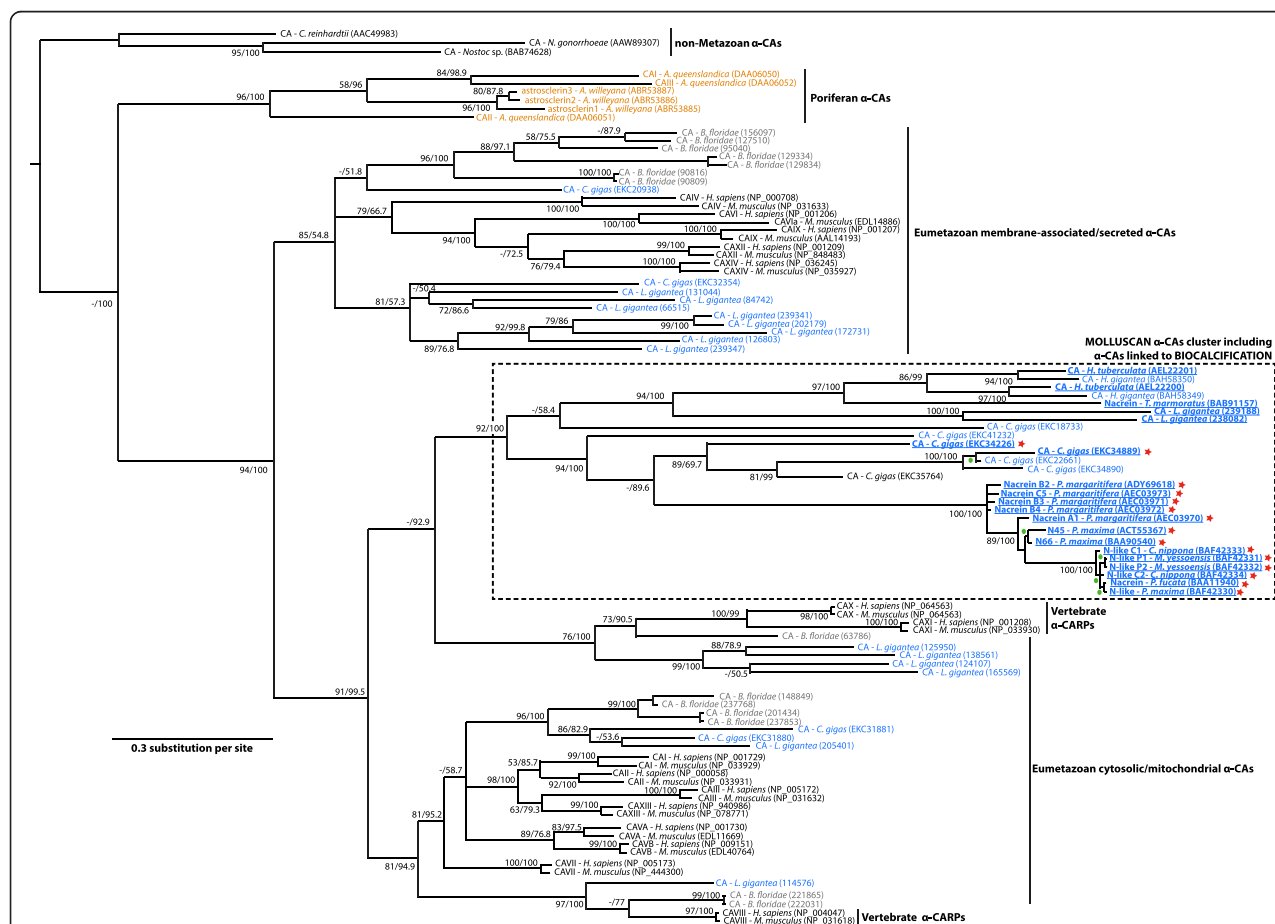 CA - C. reinhardtii (AAC49983)
CA - N. gonorrhoeae (AAW89307)
95/100
CA - Nostoc sp. (BAB74628)
non-Metazoan α-CAs
84/98.9
CAI - A. queenslandica (DAA06050)
CAIII - A. queenslandica (DAA06052)
58/96
80/87.8
astrosclerin3 - A. willeyana (ABR53887)
astrosclerin2 - A. willeyana (ABR53886)
96/100
astrosclerin1 - A. willeyana (ABR53885)
96/100
CAII - A. queenslandica (DAA06051)
Poriferan α-CAs
-/87.9
CA - B. floridae (156097)
58/75.5
CA - B. floridae (127510)
88/97.1
CA - B. floridae (95040)
96/100
CA - B. floridae (129334)
CA - B. floridae (129834)
-/51.8
100/100
CA - B. floridae (90816)
CA - B. floridae (90809)
CA - C. gigas (EKC20938)
85/54.8
79/66.7
CAIV - H. sapiens (NP_000708)
100/100
CAIV - M. musculus (NP_031633)
CAVI - H. sapiens (NP_001206)
100/100
CAVIa - M. musculus (EDL14886)
94/100
100/100
CAIX - H. sapiens (NP_001207)
CAIX - M. musculus (AAL14193)
-/72.5
99/100
CAXII - H. sapiens (NP_001209)
CAXII - M. musculus (NP_848483)
76/79.4
100/100
CAXIV - H. sapiens (NP_036245)
CAXIV - M. musculus (NP_035927)
Eumetazoan membrane-associated/secreted α-CAs
-/100
81/57.3
-/50.4
CA - C. gigas (EKC32354)
CA - L. gigantea (131044)
72/86.6
CA - L. gigantea (84742)
CA - L. gigantea (66515)
79/86
CA - L. gigantea (239341)
99/100
CA - L. gigantea (202179)
92/99.8
CA - L. gigantea (172731)
CA - L. gigantea (126803)
89/76.8
CA - L. gigantea (239347)
MOLLUSCAN α-CAs cluster including
α-CAs linked to BIOCALCIFICATION
86/99
CA - H. tuberculata (AEL22201)
94/100
CA - H. gigantea (BAH58350)
97/100
CA - H. tuberculata (AEL22200)
97/100
CA - H. gigantea (BAH58349)
94/100
Nacrein - T. marmoratus (BAB91157)
-/58.4
100/100
CA - L. gigantea (239188)
CA - L. gigantea (238082)
92/100
CA - C. gigas (EKC18733)
CA - C. gigas (EKC41232)
CA - C. gigas (EKC34226)
94/100
89/69.7
100/100
CA - C. gigas (EKC34889)
CA - C. gigas (EKC22661)
CA - C. gigas (EKC34890)
81/99
CA - C. gigas (EKC35764)
-/89.6
94/100
Nacrein B2 - P. margaritifera (ADY69618)
Nacrein C5 - P. margaritifera (AEC03973)
Nacrein B3 - P. margaritifera (AEC03971)
Nacrein B4 - P. margaritifera (AEC03972)
100/100
Nacrein A1 - P. margaritifera (AEC03970)
89/100
N45 - P. maxima (ACT55367)
N66 - P. maxima (BAA90540)
-/92.9
N-like C1 - C. nippona (BAF42333)
N-like P1 - M. yessoensis (BAF42331)
100/100
N-like P2 - M. yessoensis (BAF42332)
N-like C2- C. nippona (BAF42334)
Nacrein - P. fucata (BAA11940)
N-like - P. maxima (BAF42330)
100/99
CAX - H. sapiens (NP_064563)
98/100
CAX - M. musculus (NP_064563)
73/90.5
100/100
CAXI - H. sapiens (NP_001208)
CAXI - M. musculus (NP_033930)
Vertebrate
α-CARPs
76/100
CA - B. floridae (63786)
88/78.9
CA - L. gigantea (125950)
CA - L. gigantea (138561)
99/100
CA - L. gigantea (124107)
-/50.5
CA - L. gigantea (165569)
91/99.5
CA - B. floridae (148849)
99/100
CA - B. floridae (237768)
CA - B. floridae (201434)
96/100
CA - B. floridae (237853)
86/82.9
CA - C. gigas (EKC31881)
-/53.6
CA - C. gigas (EKC31880)
CA - L. gigantea (205401)
0.3 substitution per site
99/100
CAI - H. sapiens (NP_001729)
53/85.7
CAI - M. musculus (NP_033929)
-/58.7
CAII - H. sapiens (NP_000058)
98/100
92/100
CAII - M. musculus (NP_033931)
100/100
CAIII - H. sapiens (NP_005172)
CAIII - M. musculus (NP_031632)
63/79.3
99/100
CAXIII - H. sapiens (NP_940986)
CAXIII - M. musculus (NP_078771)
Eumetazoan cytosolic/mitochondrial α-CAs
81/95.2
83/97.5
CAVA - H. sapiens (NP_001730)
CAVA - M. musculus (EDL11669)
89/76.8
99/100
CAVB - H. sapiens (NP_009151)
CAVB - M. musculus (EDL40764)
100/100
CAVII - H. sapiens (NP_005173)
CAVII - M. musculus (NP_444300)
81/94.9
CA - L. gigantea (114576)
99/100
CA - B. floridae (221865)
CA - B. floridae (222031)
97/100
-/77
97/100
CAVIII - H. sapiens (NP_004047)
CAVIII - M. musculus (NP_031618)
Vertebrate α-CARPs